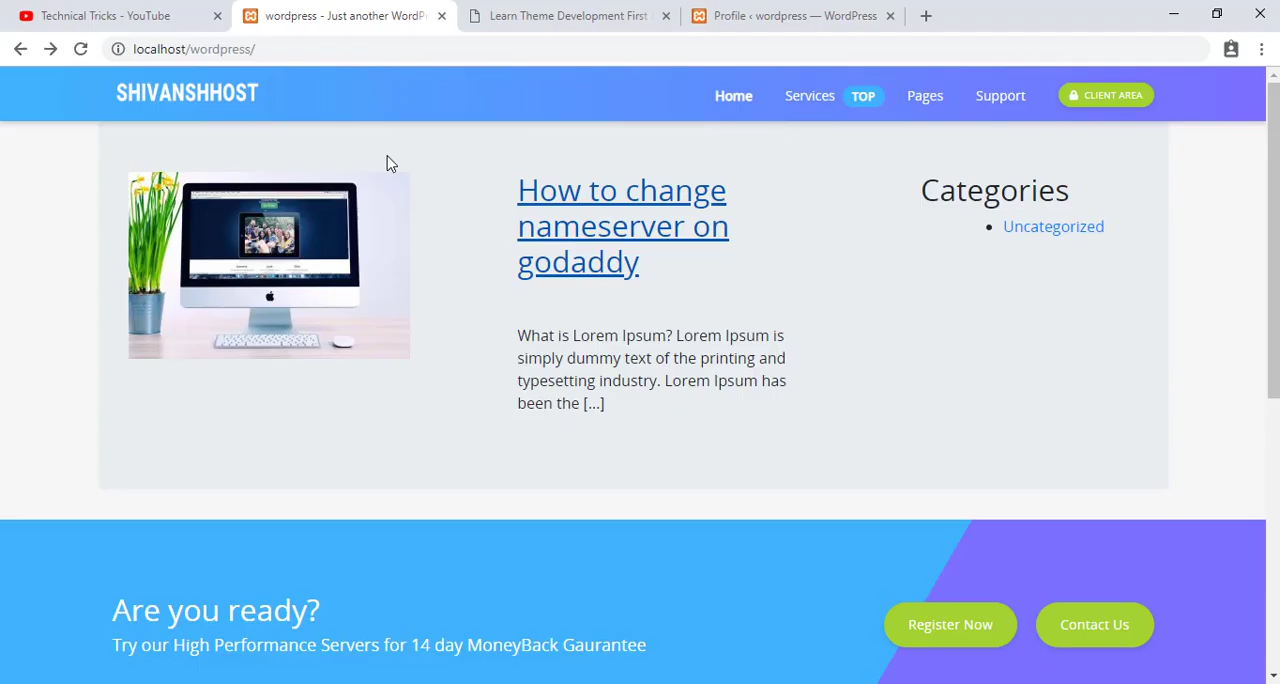 Technical Tricks - YouTube
wordpress - Just another WordPr
Learn Theme Development First
Profile ‹ wordpress — WordPress
localhost/wordpress/
SHIVANSHHOST
Home
Services
TOP
Pages
Support
CLIENT AREA
How to change
nameserver on
godaddy
What is Lorem Ipsum? Lorem Ipsum is
simply dummy text of the printing and
typesetting industry. Lorem Ipsum has
been the [...]
Categories
Uncategorized
Are you ready?
Try our High Performance Servers for 14 day MoneyBack Gaurantee
Register Now
Contact Us